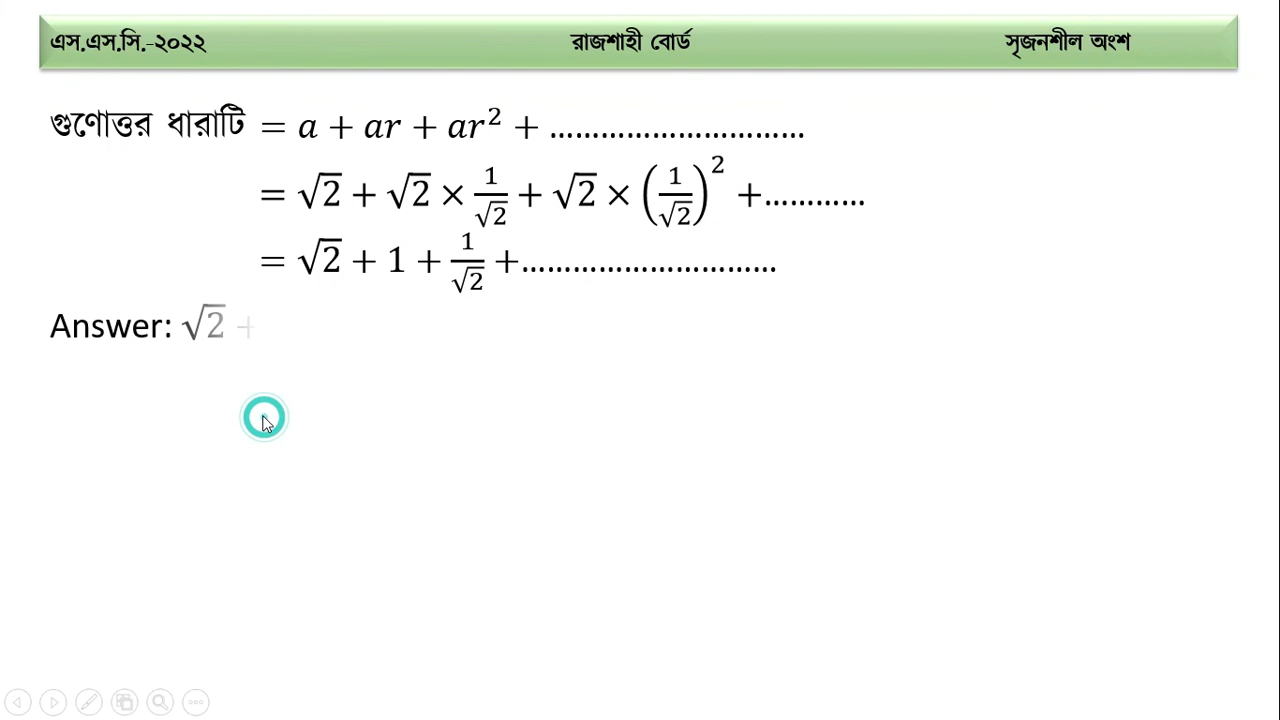 এস.এস.সি.-২০২২ রাজশাহী বোর্ড সৃজনশীল অংশ
গুণোত্তর ধারাটি = a + ar + ar² + ..............................
= √2 + √2 × 1/√2 + √2 × (1/√2)² +............
= √2 + 1 + 1/√2 +..............................
Answer: √2 +